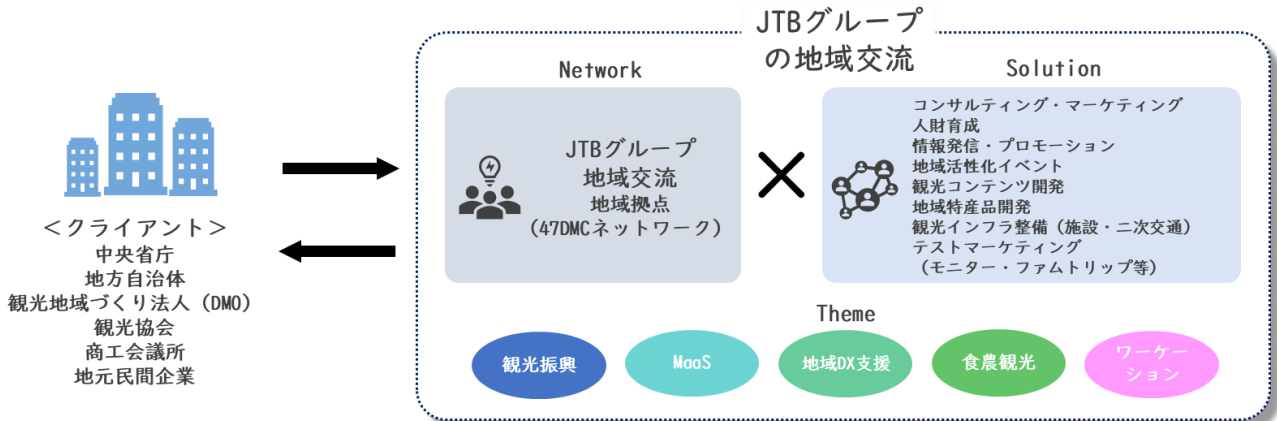 JTBグループ
の地域交流
Network
JTBグループ
地域交流
地域拠点
(47DMCネットワーク)
Solution
コンサルティング・マーケティング
人財育成
情報発信・プロモーション
地域活性化イベント
観光コンテンツ開発
地域特産品開発
観光インフラ整備（施設・二次交通）
テストマーケティング
（モニター・ファムトリップ等）
＜クライアント＞
中央省庁
地方自治体
観光地域づくり法人（DMO）
観光協会
商工会議所
地元民間企業
Theme
観光振興
MaaS
地域DX支援
食農観光
ワーケー
ション